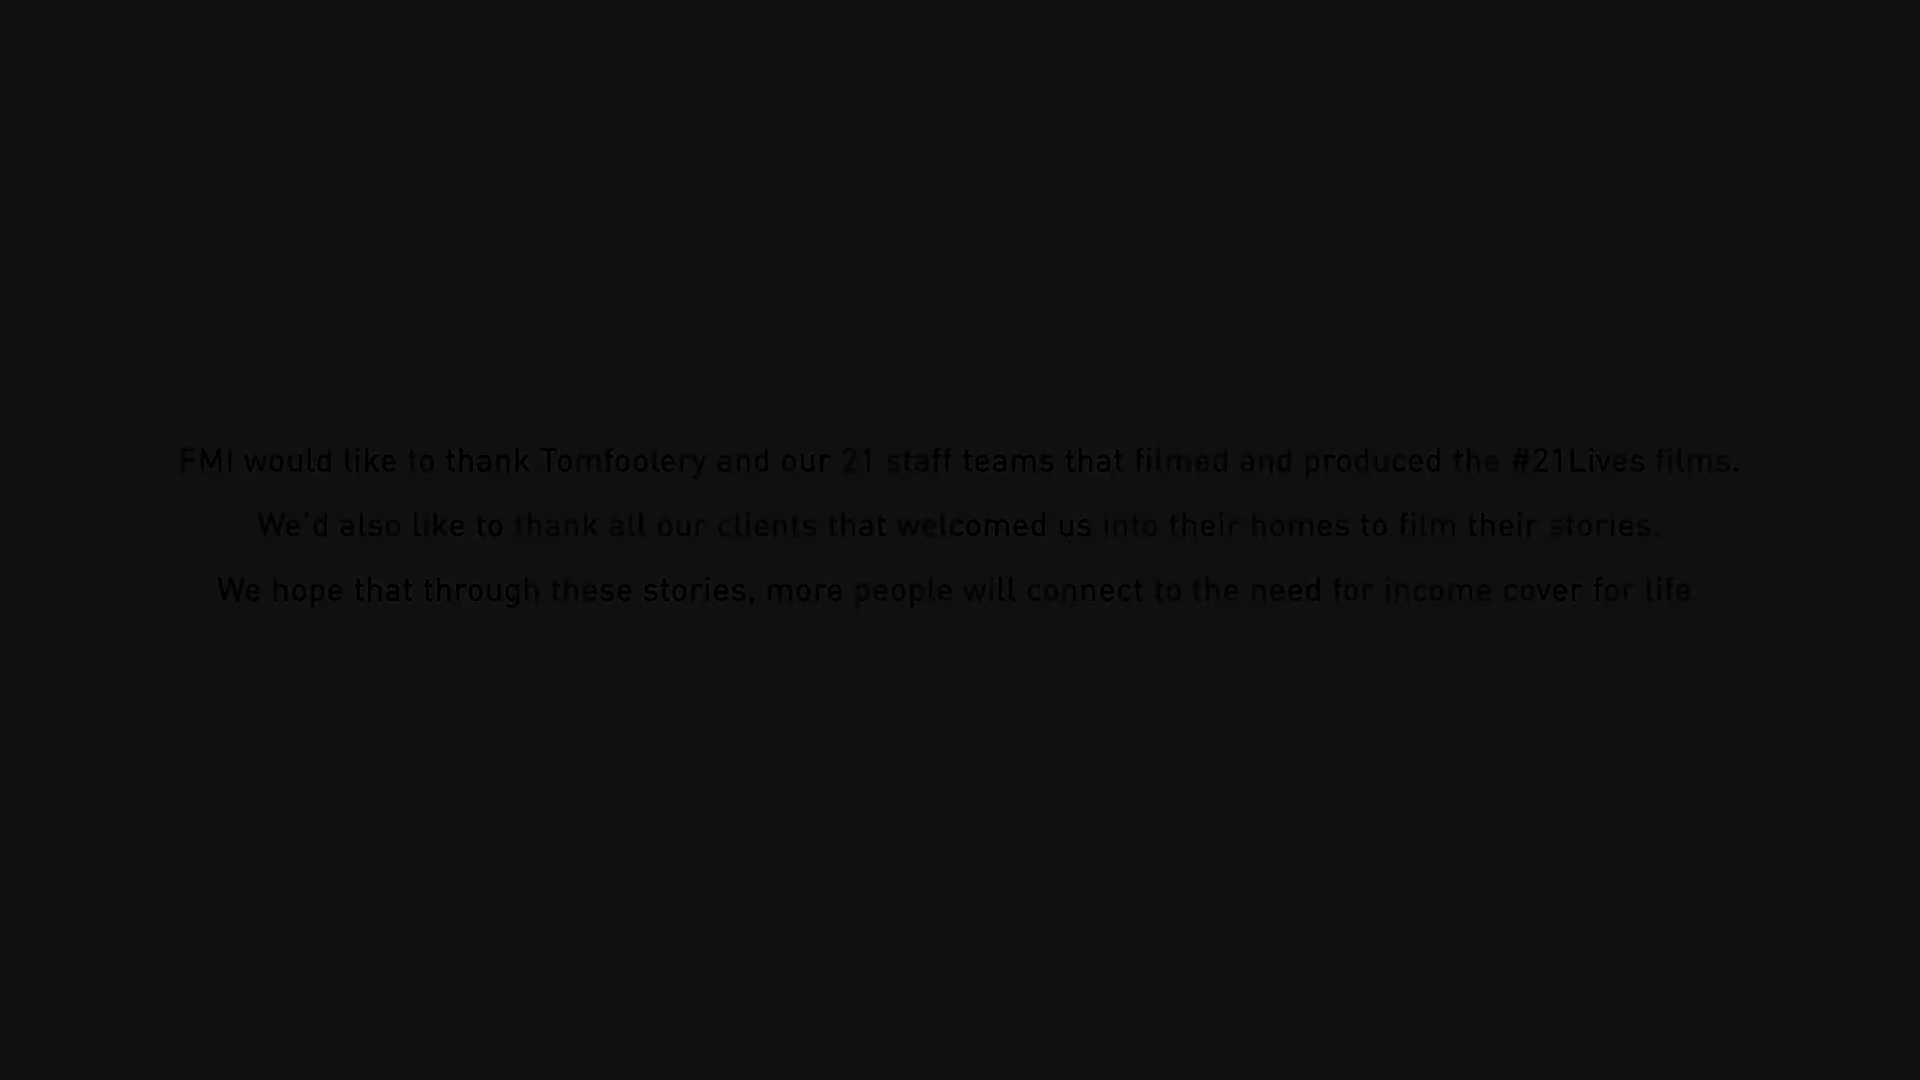 FMI would like to thank Tomfoolery and our 21 staff teams that filmed and produced the #21Lives films.
We'd also like to thank all our clients that welcomed us into their homes to film their stories.
We hope that through these stories, more people will connect to the need for income cover for life